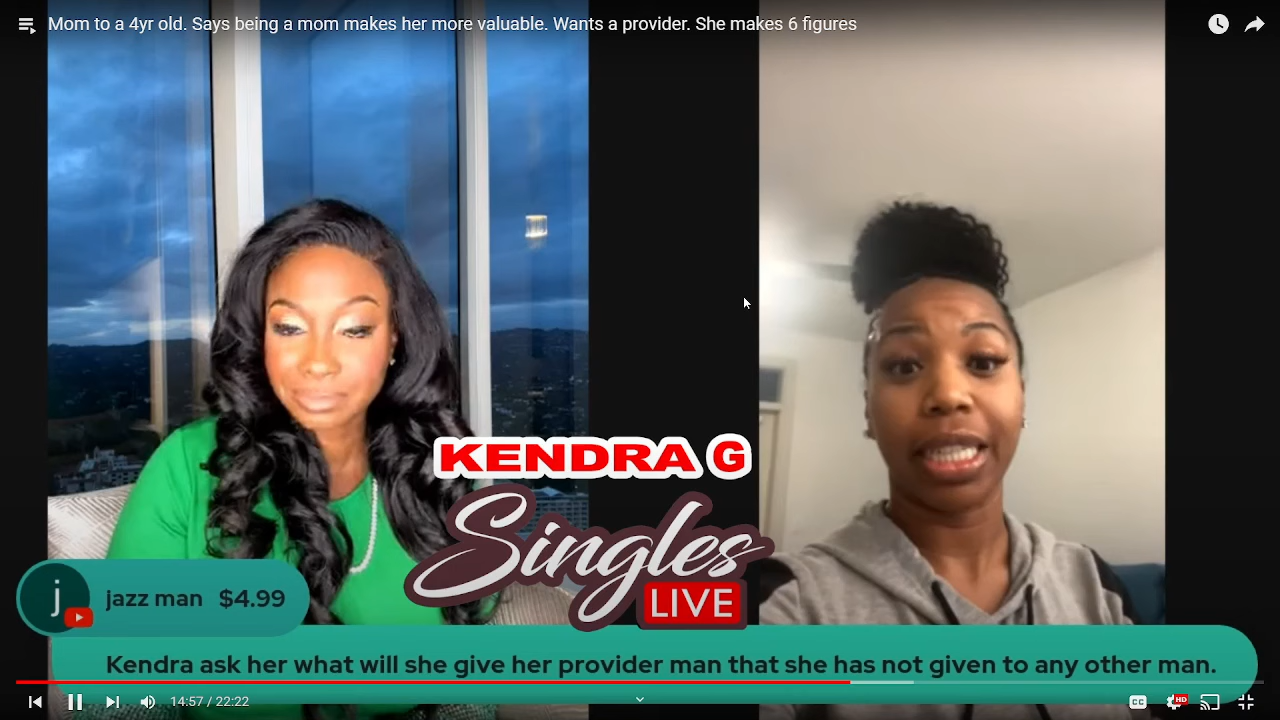 Mom to a 4yr old. Says being a mom makes her more valuable. Wants a provider. She makes 6 figures
KENDRA G
Singles
LIVE
j jazz man $4.99
Kendra ask her what will she give her provider man that she has not given to any other man.
14:57 / 22:22
CC HD